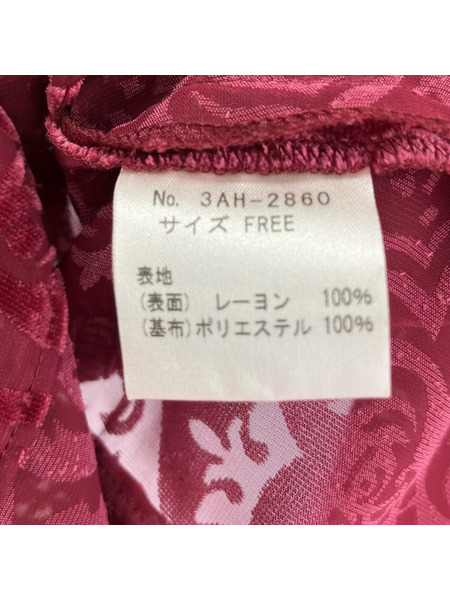 No. 3AH-2860
サイズ FREE
表地
(表面) レーヨン 100%
(基布)ポリエステル 100%